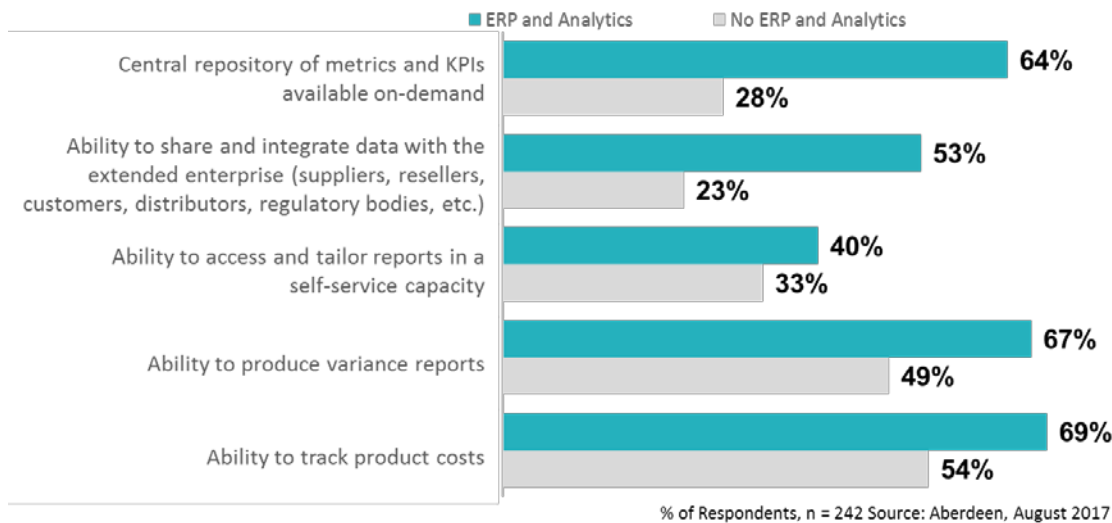 ERP and Analytics No ERP and Analytics
Central repository of metrics and KPIs
available on-demand
64%
28%
Ability to share and integrate data with the
extended enterprise (suppliers, resellers,
customers, distributors, regulatory bodies, etc.)
53%
23%
Ability to access and tailor reports in a
self-service capacity
40%
33%
Ability to produce variance reports
67%
49%
Ability to track product costs
69%
54%
% of Respondents, n = 242 Source: Aberdeen, August 2017